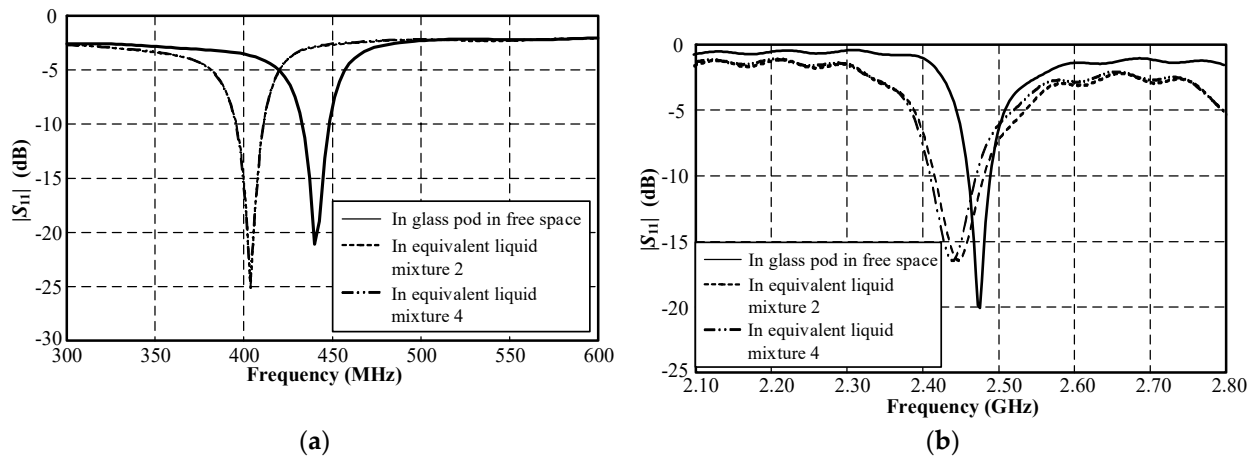 0
-5
-10
-15
-20
-25
-30
|S11| (dB)
300 350 400 450 500 550 600
Frequency (MHz)
In glass pod in free space
In equivalent liquid
mixture 2
In equivalent liquid
mixture 4
(a)
0
-5
-10
-15
-20
-25
|S11| (dB)
2.10 2.20 2.30 2.40 2.50 2.60 2.70 2.80
Frequency (GHz)
In glass pod in free space
In equivalent liquid
mixture 2
In equivalent liquid
mixture 4
(b)